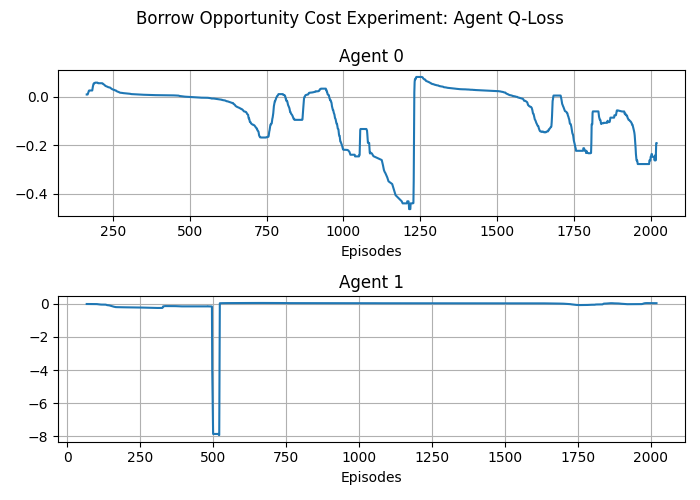 Borrow Opportunity Cost Experiment: Agent Q-Loss
Agent 0
0.0
−0.2
−0.4
250 500 750 1000 1250 1500 1750 2000
Episodes
Agent 1
0
−2
−4
−6
−8
0 250 500 750 1000 1250 1500 1750 2000
Episodes